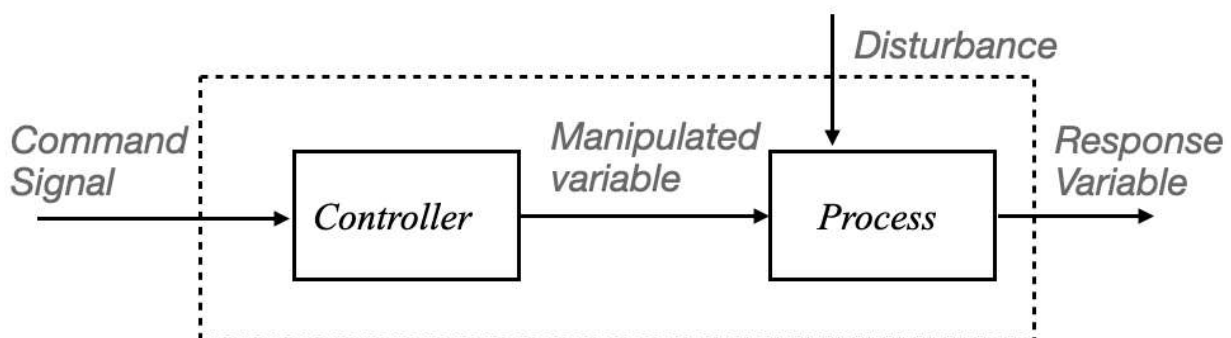 Disturbance
Command
Signal
Manipulated
variable
Response
Variable
Controller
Process